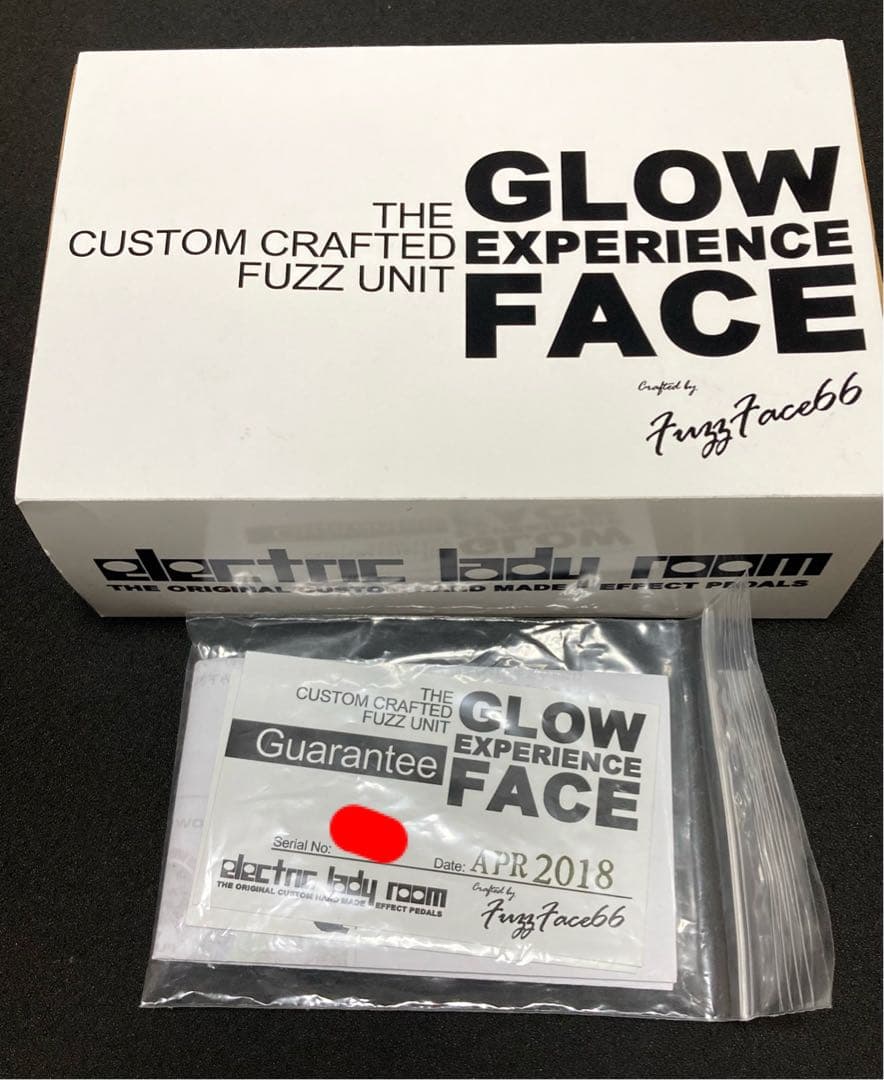 THE
CUSTOM CRAFTED
FUZZ UNIT
GLOW
EXPERIENCE
FACE
Crafted by
FuzzFace66
electric lady room
THE ORIGINAL CUSTOM HAND MADE EFFECT PEDALS
THE
CUSTOM CRAFTED
FUZZ UNIT
Guarantee
GLOW
EXPERIENCE
FACE
Serial No:
Date: APR 2018
electric lady room
THE ORIGINAL CUSTOM HAND MADE EFFECT PEDALS
Crafted by
FuzzFace66